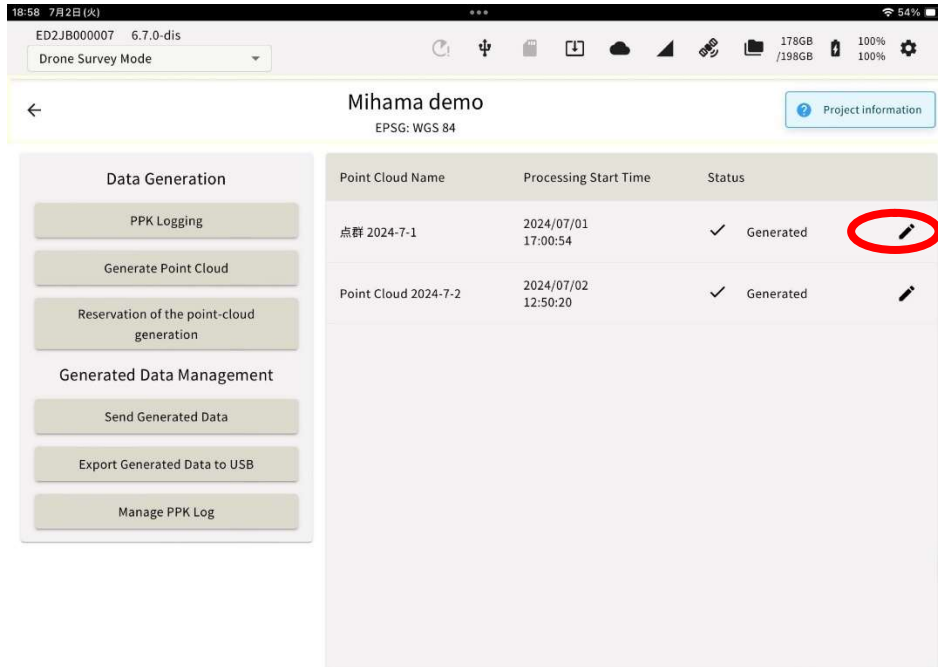 18:58 7月2日(火)
54%
ED2JB000007 6.7.0-dis
Drone Survey Mode
178GB
/198GB
100%
100%
Mihama demo
EPSG: WGS 84
Project information
Data Generation
PPK Logging
Generate Point Cloud
Reservation of the point-cloud
generation
Generated Data Management
Send Generated Data
Export Generated Data to USB
Manage PPK Log
Point Cloud Name Processing Start Time Status
点群 2024-7-1
2024/07/01
17:00:54
Generated
Point Cloud 2024-7-2
2024/07/02
12:50:20
Generated